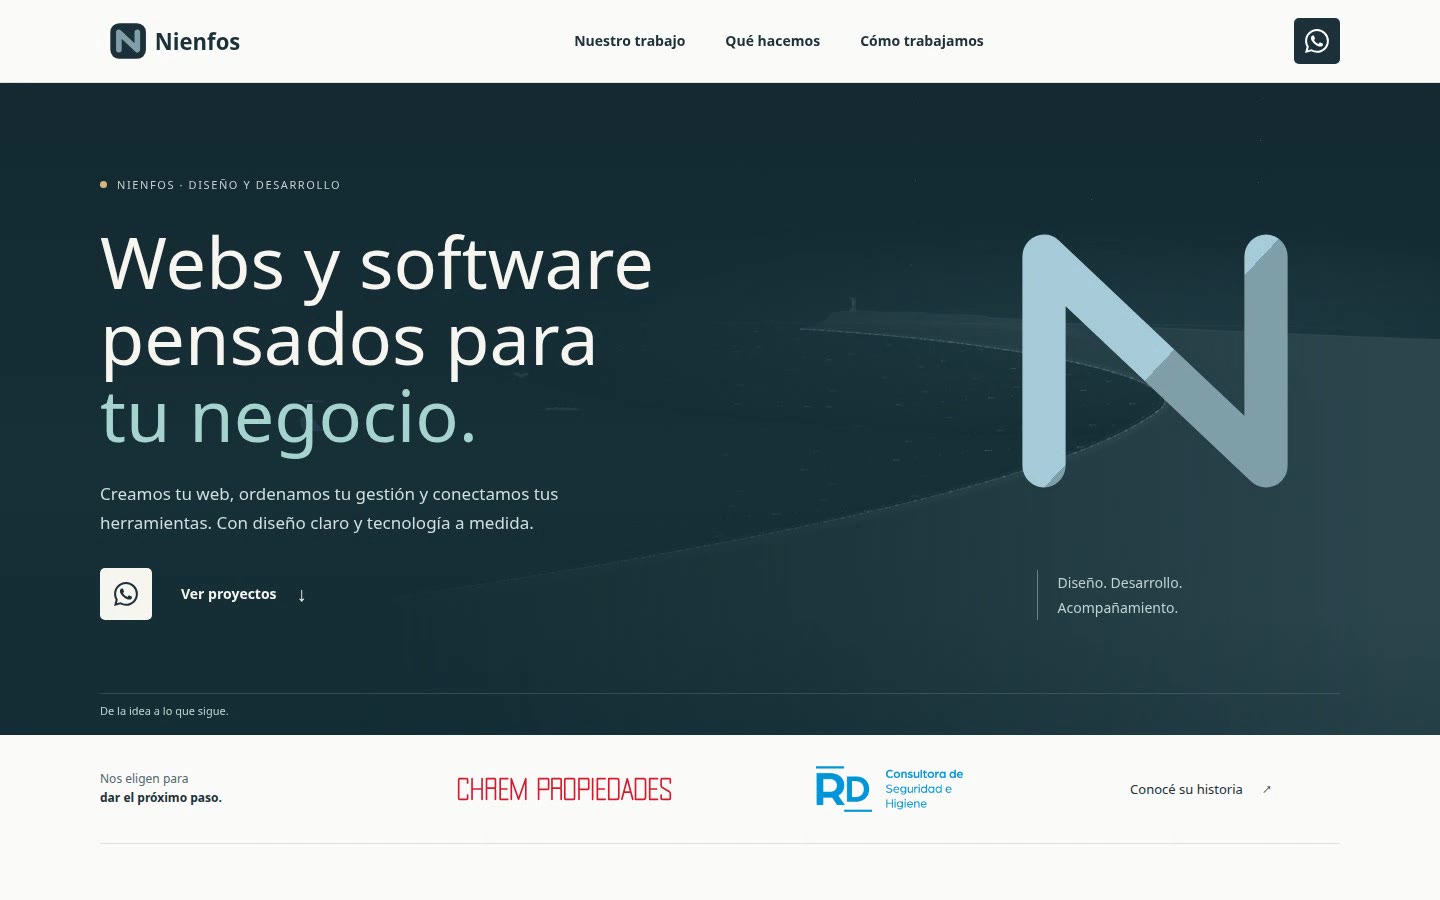 Nienfos
Nuestro trabajo
Qué hacemos
Cómo trabajamos
NIENFOS · DISEÑO Y DESARROLLO
Webs y software
pensados para
tu negocio.
Creamos tu web, ordenamos tu gestión y conectamos tus
herramientas. Con diseño claro y tecnología a medida.
Ver proyectos ↓
Diseño. Desarrollo.
Acompañamiento.
De la idea a lo que sigue.
Nos eligen para
dar el próximo paso.
CHAEM PROPIEDADES
RD
Consultora de
Seguridad e
Higiene
Conocé su historia ↗